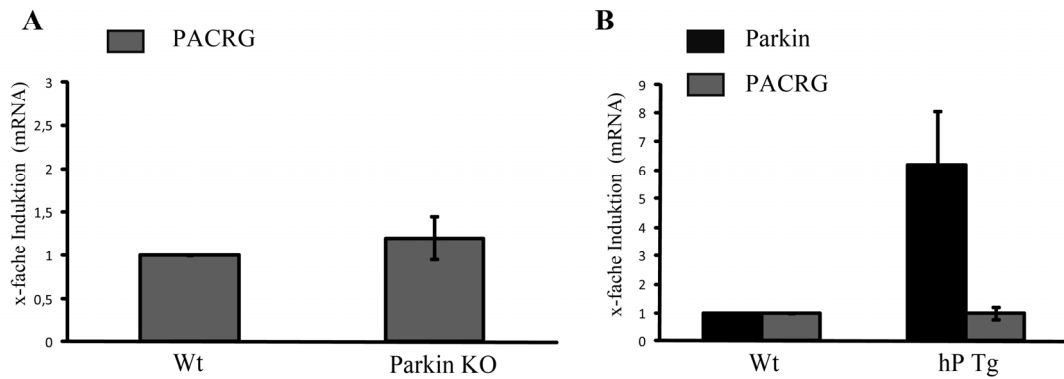 A
PACRG
x-fache Induktion (mRNA)
3
2,5
2
1,5
1
0,5
0
Wt
Parkin KO
B
Parkin
PACRG
x-fache Induktion (mRNA)
9
8
7
6
5
4
3
2
1
0
Wt
hP Tg